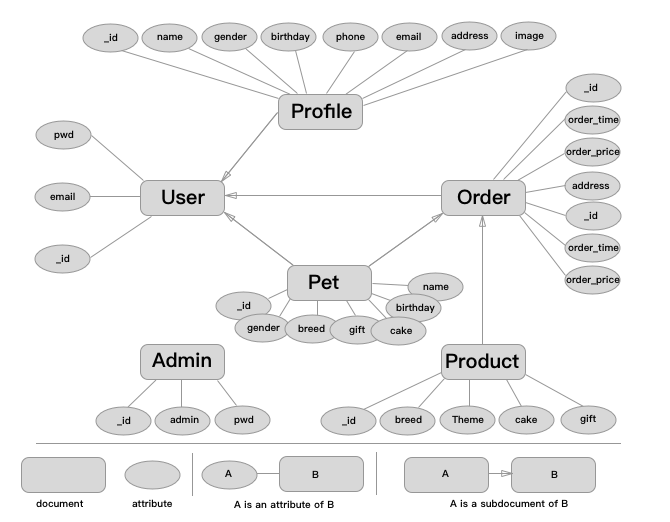 _id name gender birthday phone email address image
Profile
_id
order_time
order_price
address
_id
order_time
order_price
pwd
email
_id
User
Order
Pet
_id
gender
breed
gift
cake
birthday
name
Admin
_id admin pwd
Product
_id breed Theme cake gift
A B
A B
document
attribute
A is an attribute of B
A is a subdocument of B